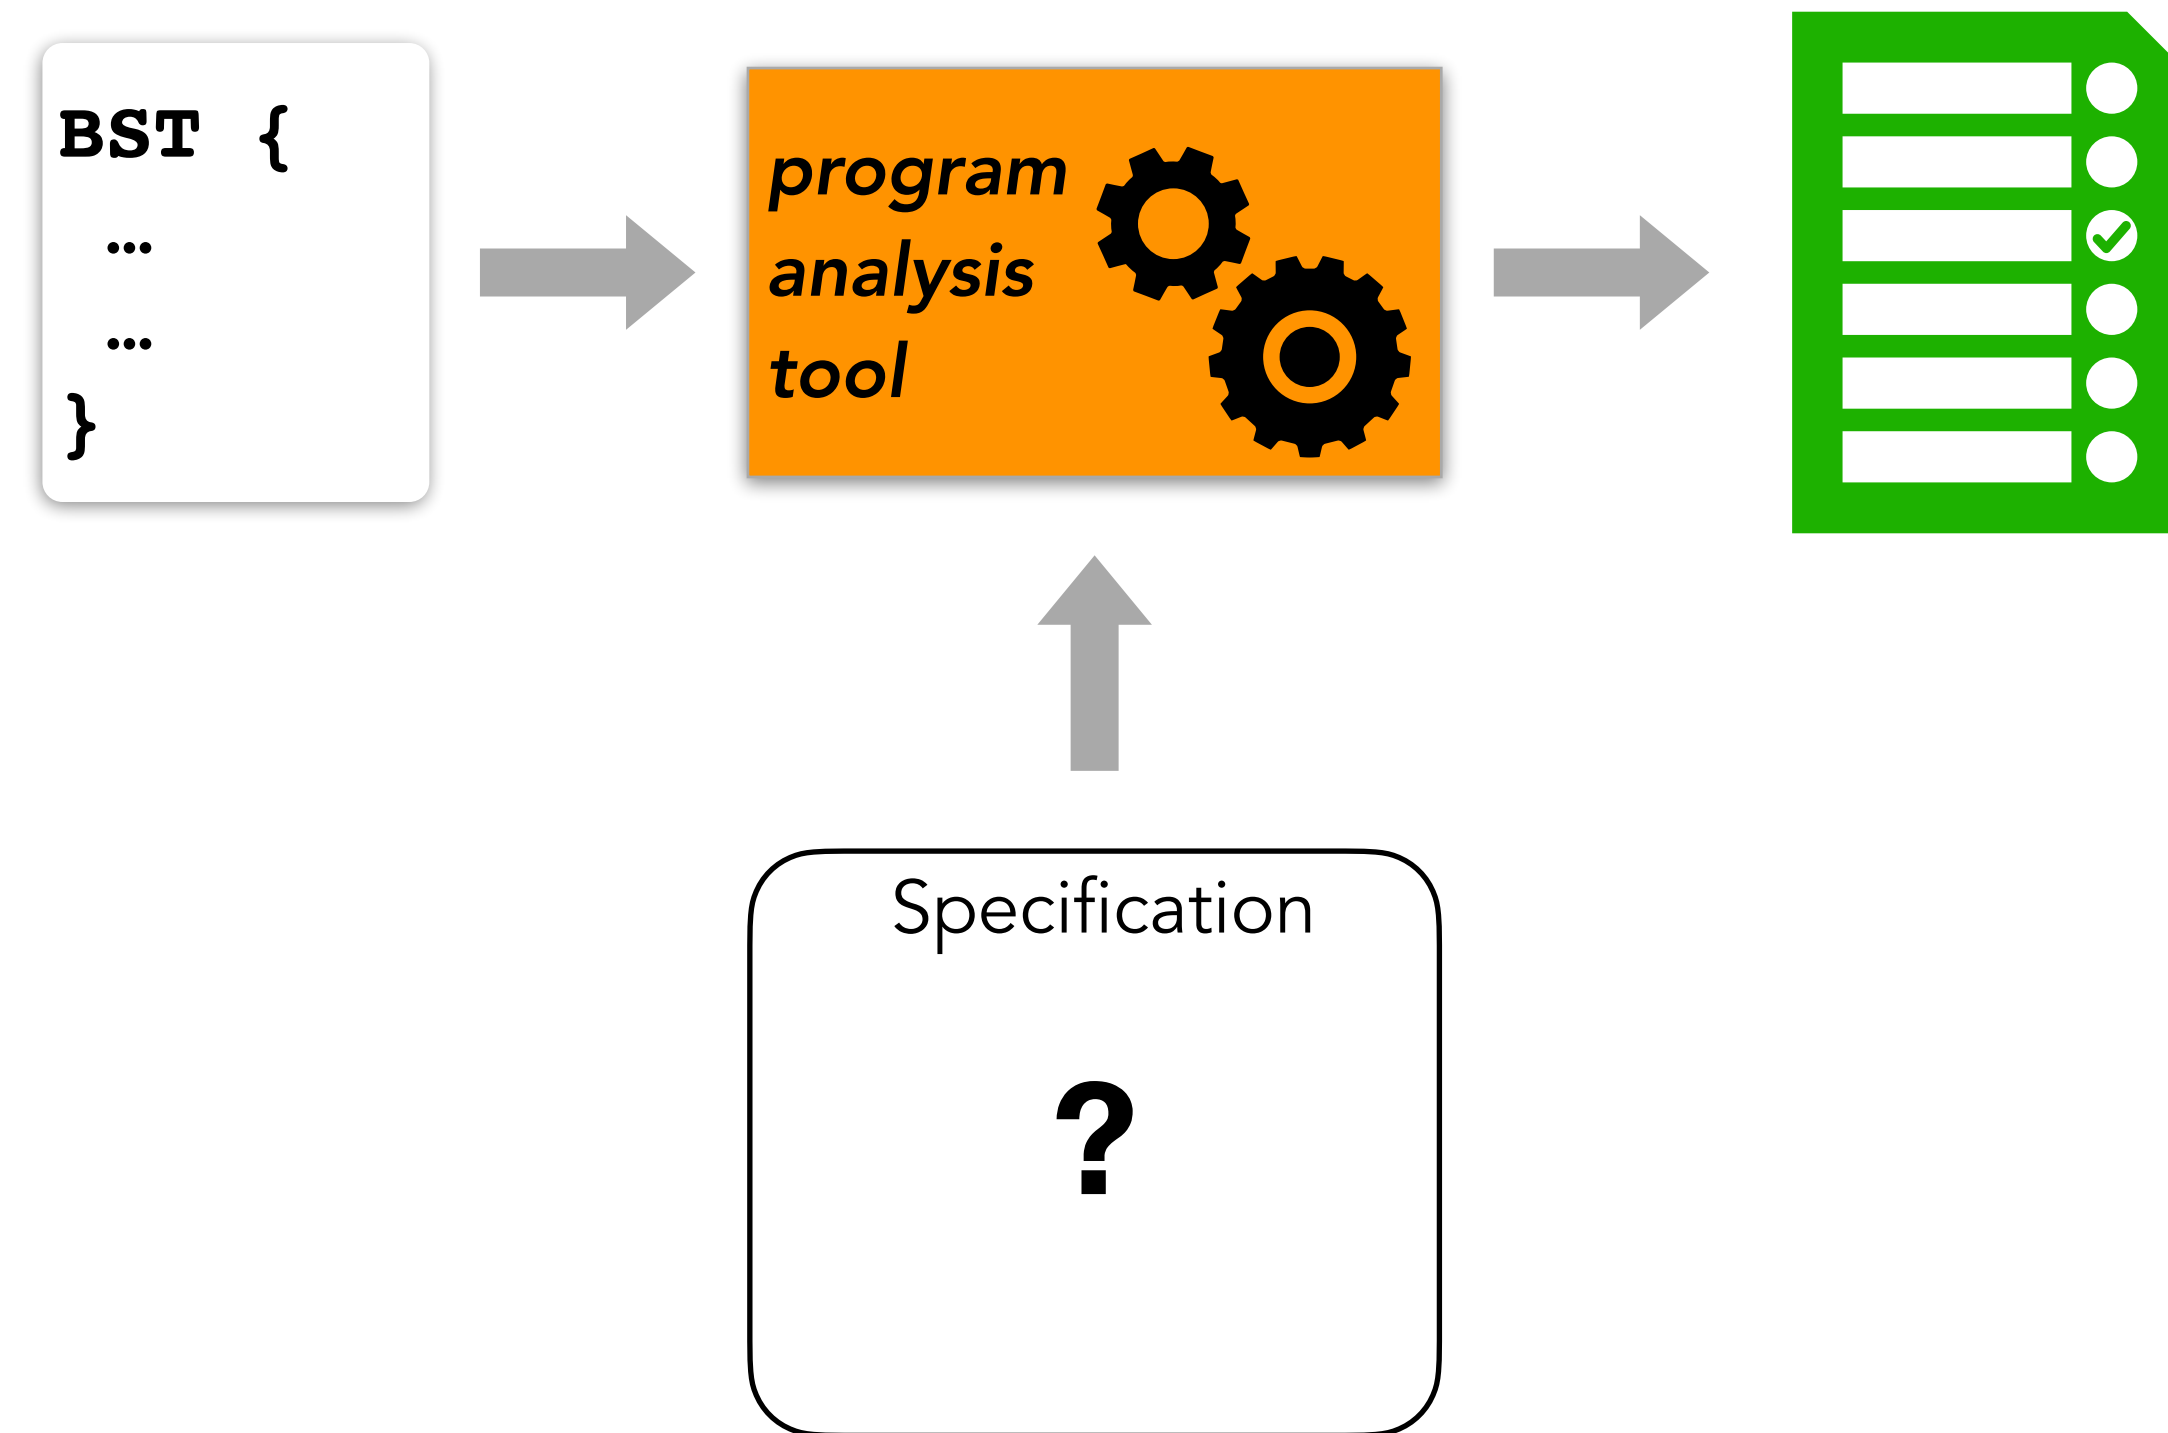 BST {
…
…
}
program
analysis
tool
Specification
?